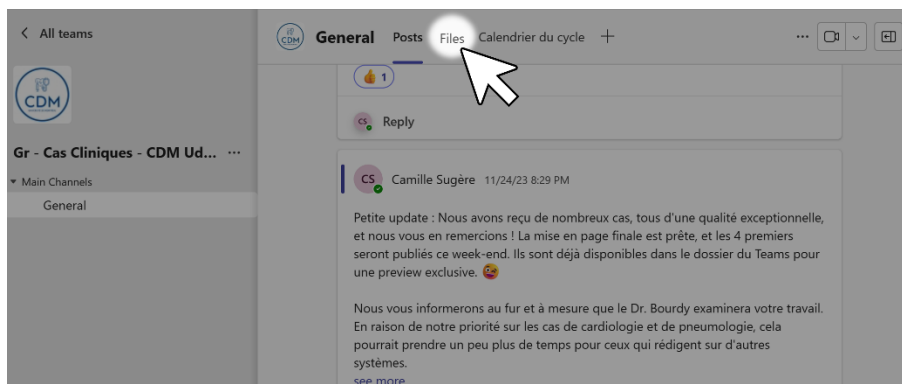 All teams
CDM
General Posts Files Calendrier du cycle
CDM
1
CS Reply
Gr - Cas Cliniques - CDM Ud... ...
Main Channels
General
CS Camille Sugère 11/24/23 8:29 PM
Petite update : Nous avons reçu de nombreux cas, tous d'une qualité exceptionnelle,
et nous vous en remercions ! La mise en page finale est prête, et les 4 premiers
seront publiés ce week-end. Ils sont déjà disponibles dans le dossier du Teams pour
une preview exclusive. 😜
Nous vous informerons au fur et à mesure que le Dr. Bourdy examinera votre travail.
En raison de notre priorité sur les cas de cardiologie et de pneumologie, cela
pourrait prendre un peu plus de temps pour ceux qui rédigent sur d'autres
systèmes.
see more